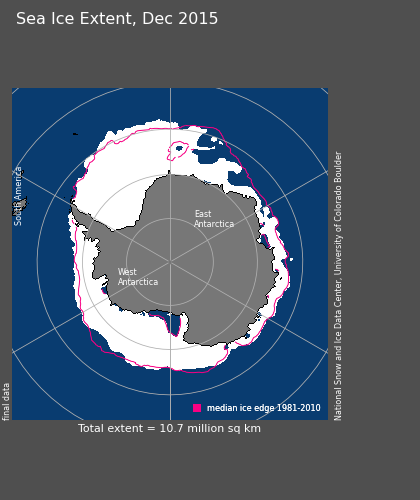 Sea Ice Extent, Dec 2015
South America
East
Antarctica
West
Antarctica
National Snow and Ice Data Center, University of Colorado Boulder
final data
median ice edge 1981-2010
Total extent = 10.7 million sq km